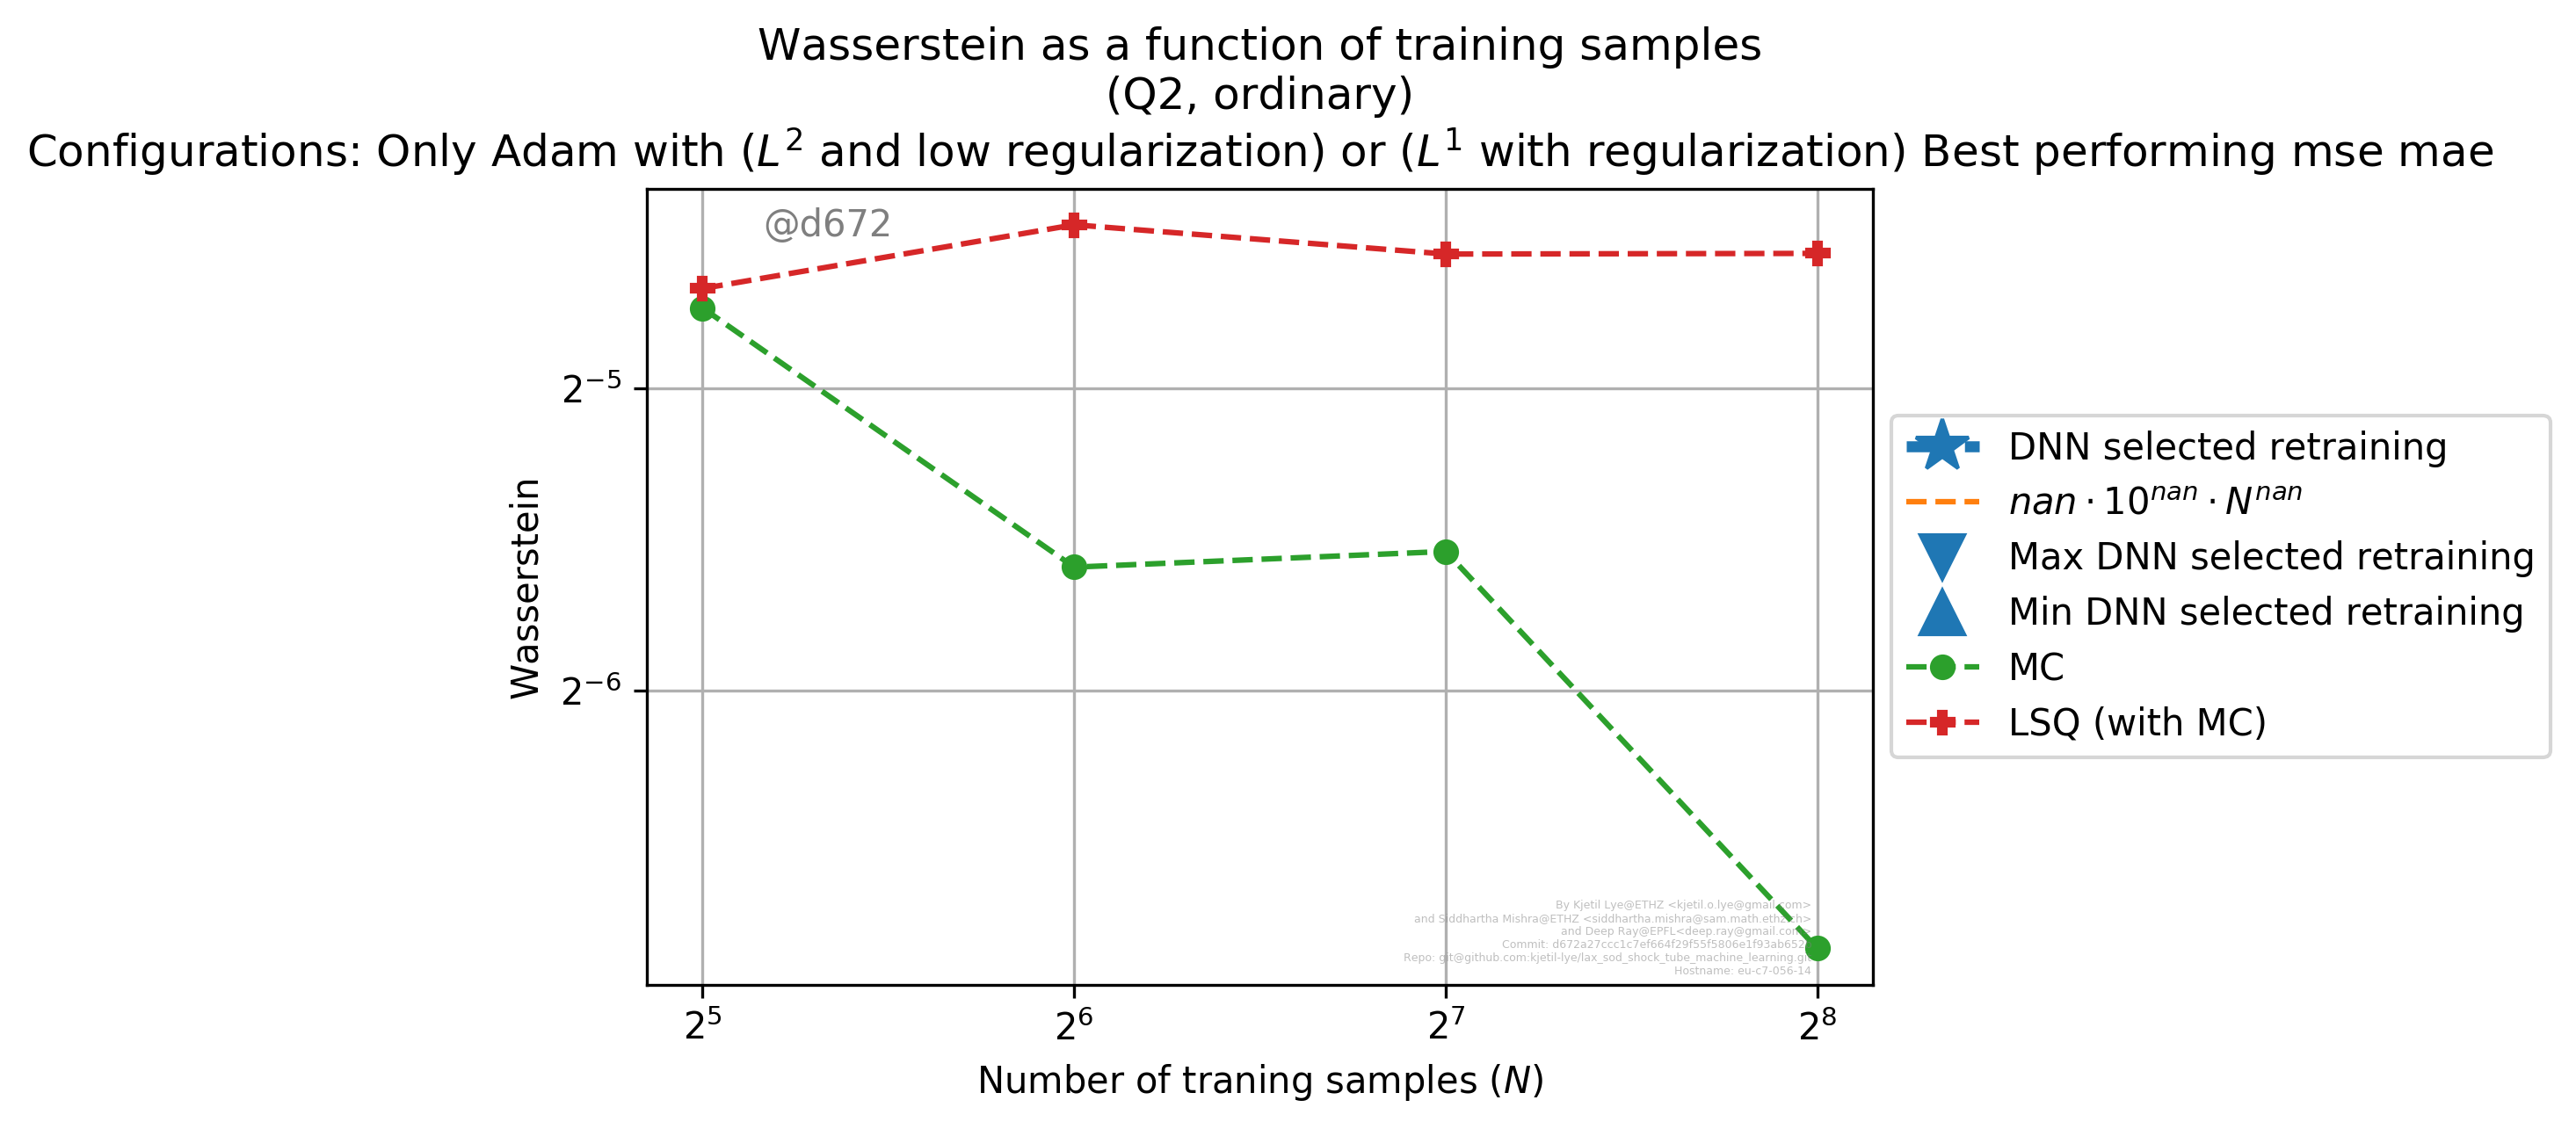 Wasserstein as a function of training samples
(Q2, ordinary)
Configurations: Only Adam with (L² and low regularization) or (L¹ with regularization) Best performing mse mae
@d672
2⁻⁵
2⁻⁶
Wasserstein
DNN selected retraining
nan · 10ⁿᵃⁿ · Nⁿᵃⁿ
Max DNN selected retraining
Min DNN selected retraining
MC
LSQ (with MC)
By Kjetil Lye@ETHZ <kjetil.o.lye@gmail.com>
and Siddhartha Mishra@ETHZ <siddhartha.mishra@sam.math.ethz.ch>
and Deep Ray@EPFL<deep.ray@gmail.com>
Commit:
Repo: git@github.com:kjetil-lye/lax_sod_shock_tube_machine_learning.git
Hostname: eu-c7-056-14
2⁵ 2⁶ 2⁷ 2⁸
Number of traning samples (N)